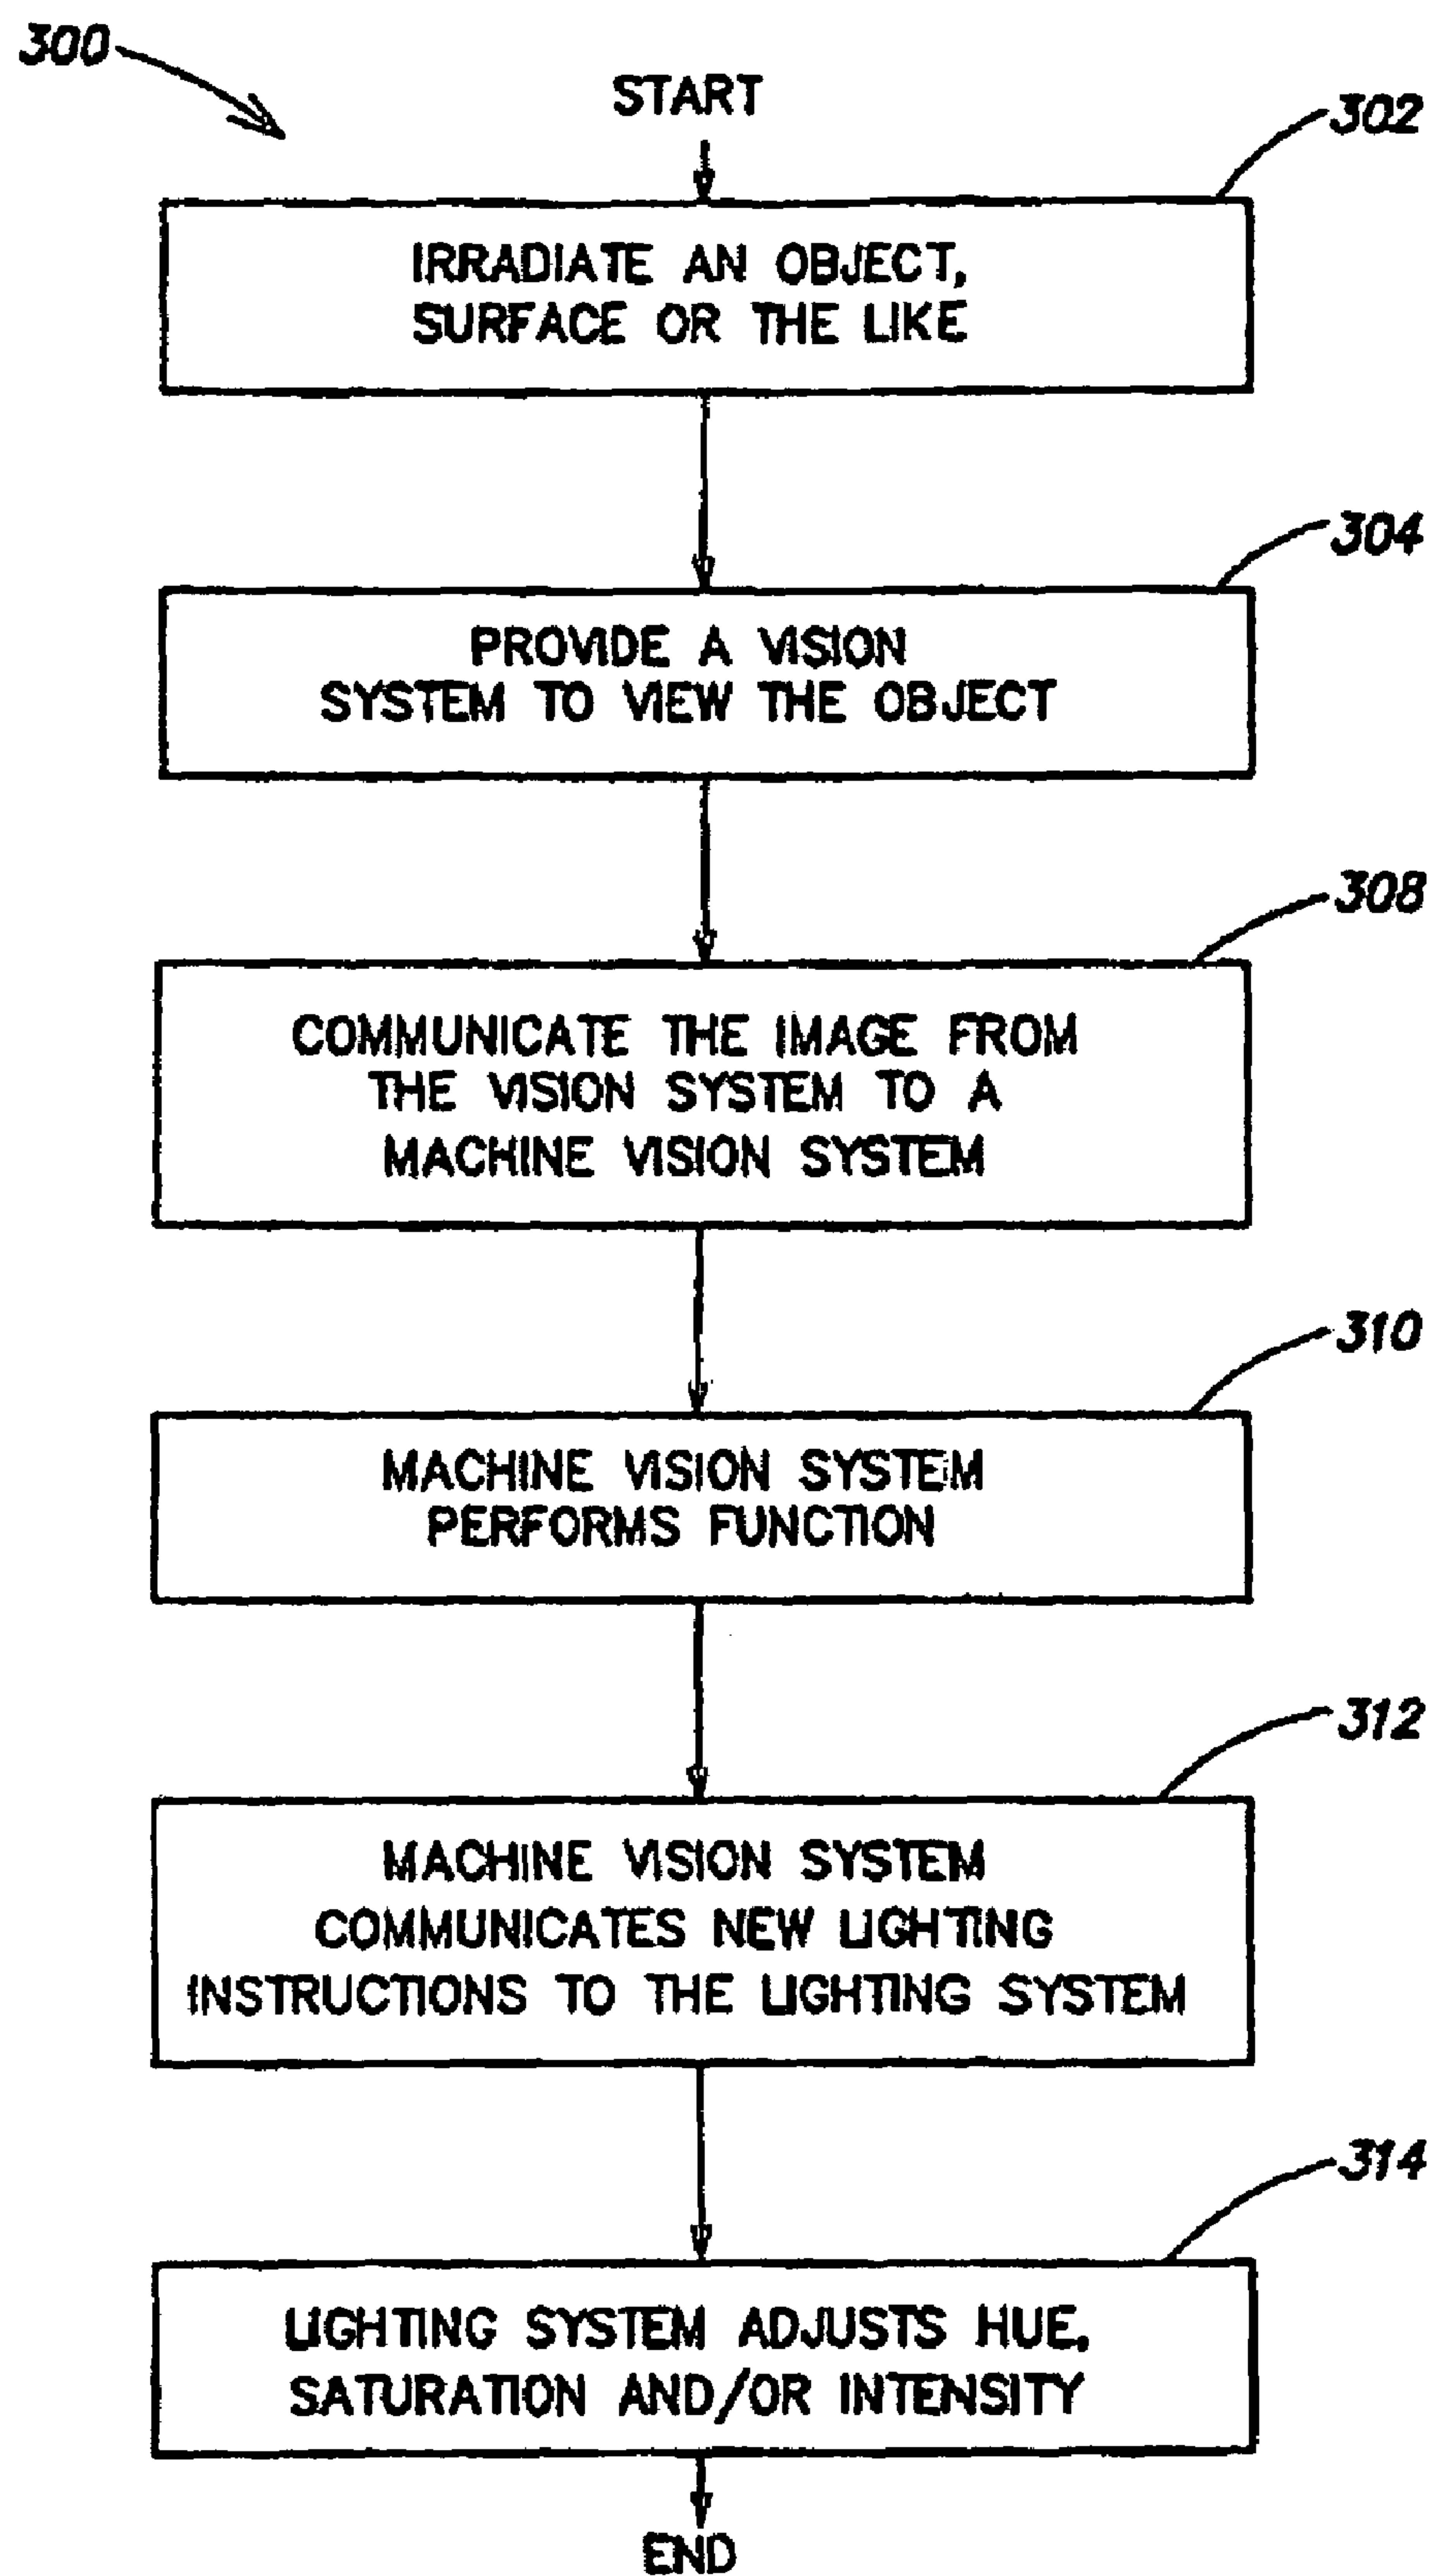 300
START
302
IRRADIATE AN OBJECT,
SURFACE OR THE LIKE
304
PROVIDE A VISION
SYSTEM TO VIEW THE OBJECT
308
COMMUNICATE THE IMAGE FROM
THE VISION SYSTEM TO A
MACHINE VISION SYSTEM
310
MACHINE VISION SYSTEM
PERFORMS FUNCTION
312
MACHINE VISION SYSTEM
COMMUNICATES NEW LIGHTING
INSTRUCTIONS TO THE LIGHTING SYSTEM
314
LIGHTING SYSTEM ADJUSTS HUE,
SATURATION AND/OR INTENSITY
END